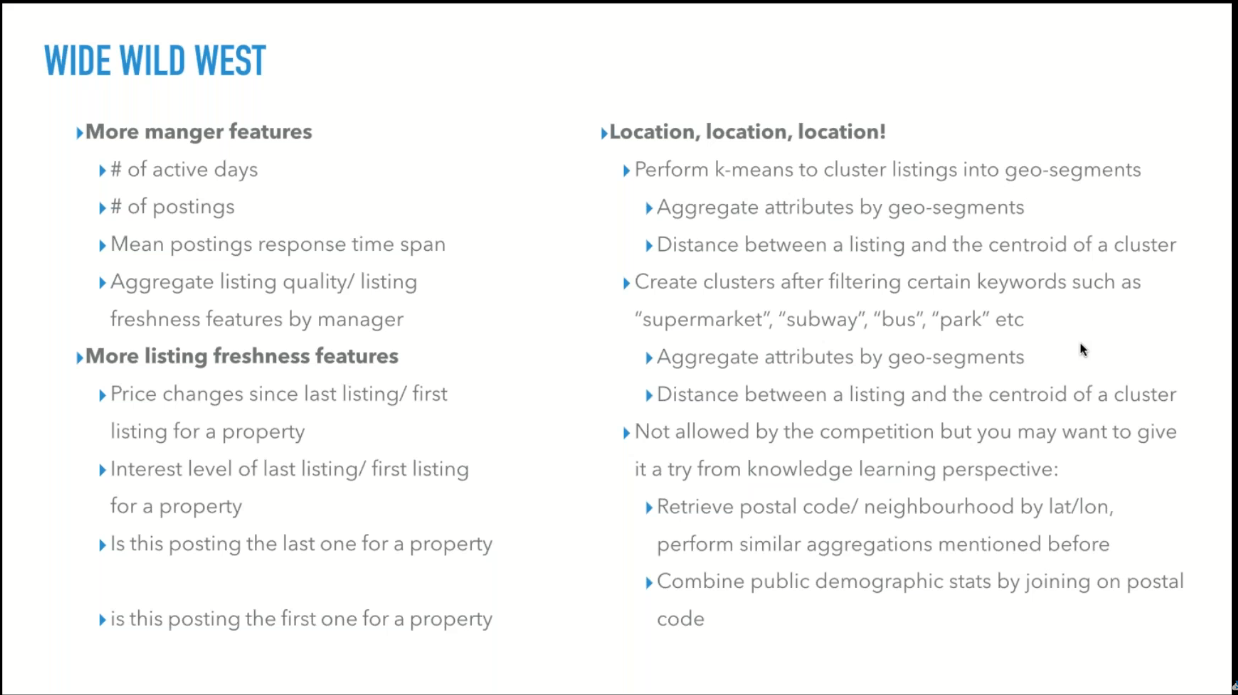 WIDE WILD WEST
More manger features
# of active days
# of postings
Mean postings response time span
Aggregate listing quality/ listing
freshness features by manager
More listing freshness features
Price changes since last listing/ first
listing for a property
Interest level of last listing/ first listing
for a property
Is this posting the last one for a property
is this posting the first one for a property
Location, location, location!
Perform k-means to cluster listings into geo-segments
Aggregate attributes by geo-segments
Distance between a listing and the centroid of a cluster
Create clusters after filtering certain keywords such as
“supermarket”, “subway”, “bus”, “park” etc
Aggregate attributes by geo-segments
Distance between a listing and the centroid of a cluster
Not allowed by the competition but you may want to give
it a try from knowledge learning perspective:
Retrieve postal code/ neighbourhood by lat/lon,
perform similar aggregations mentioned before
Combine public demographic stats by joining on postal
code